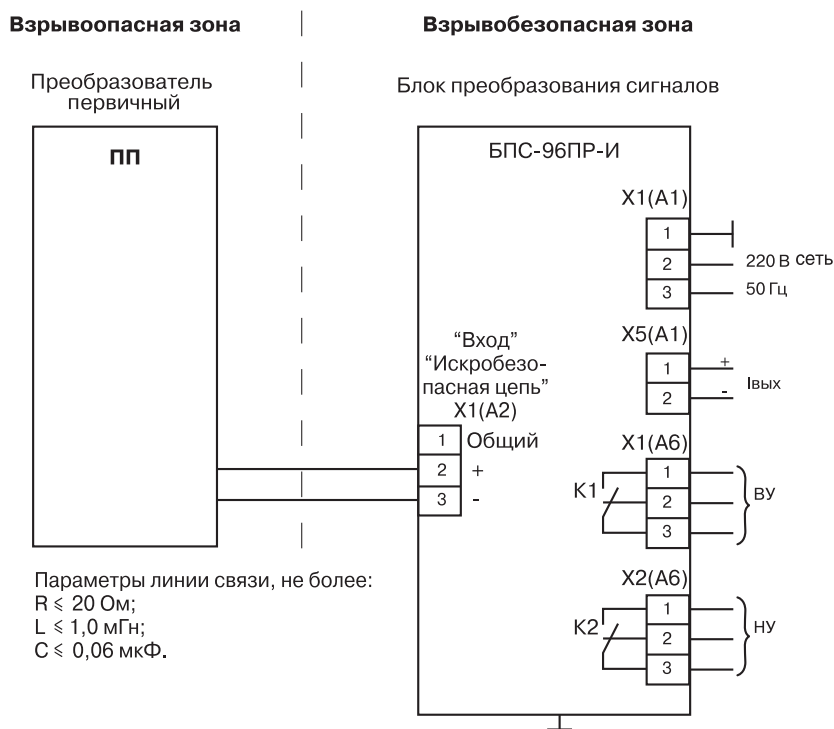 Взрывоопасная зона
Взрывобезопасная зона
Преобразователь
первичный
Блок преобразования сигналов
ПП
БПС-96ПР-И
X1(A1)
1
2
3
220 В сеть
50 Гц
X5(A1)
1
2
+
-
Iвых
“Вход”
“Искробезо-
пасная цепь”
X1(A2)
1 Общий
2 +
3 -
X1(A6)
K1
1
2
3
ВУ
X2(A6)
K2
1
2
3
НУ
Параметры линии связи, не более:
R ⩽ 20 Ом;
L ⩽ 1,0 мГн;
C ⩽ 0,06 мкФ.